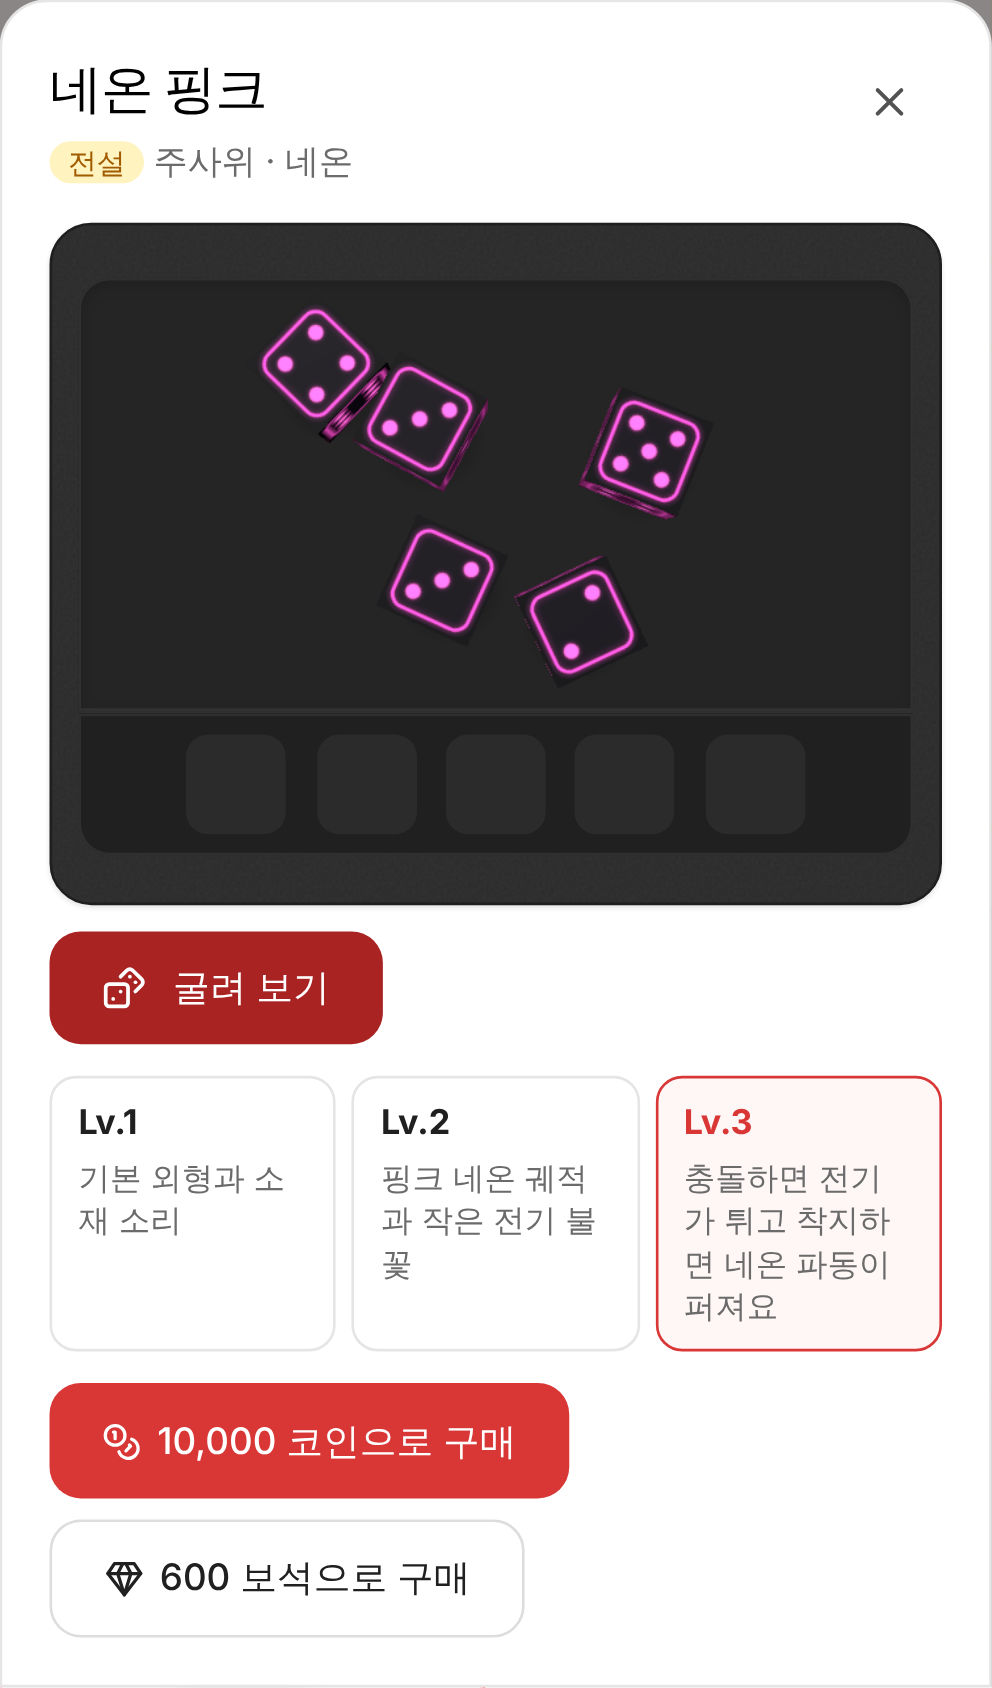 네온 핑크
전설 주사위 · 네온
굴려 보기
Lv.1
기본 외형과 소
재 소리
Lv.2
핑크 네온 궤적
과 작은 전기 불
꽃
Lv.3
충돌하면 전기
가 튀고 착지하
면 네온 파동이
퍼져요
10,000 코인으로 구매
600 보석으로 구매